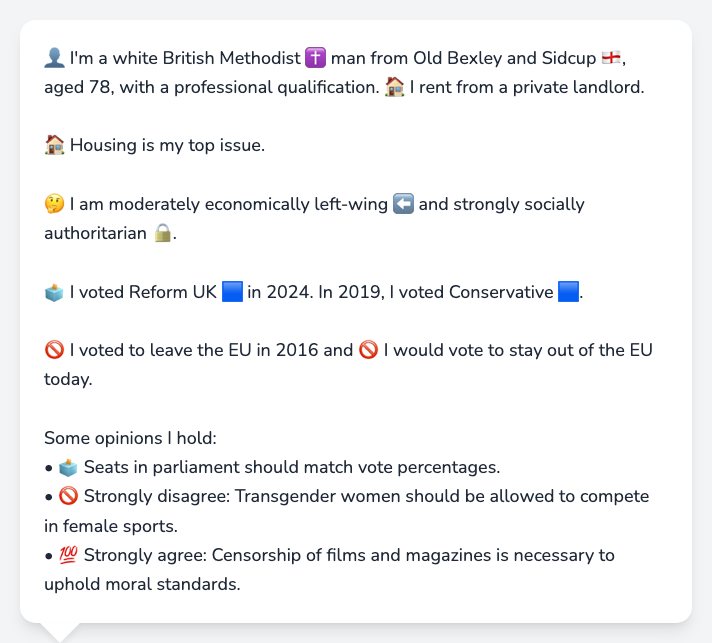 👤 I'm a white British Methodist ✝️ man from Old Bexley and Sidcup 🏴󠁧󠁢󠁥󠁮󠁧󠁿,
aged 78, with a professional qualification. 🏠 I rent from a private landlord.
🏠 Housing is my top issue.
🤔 I am moderately economically left-wing ⬅️ and strongly socially
authoritarian 🔒.
🗳️ I voted Reform UK 🟦 in 2024. In 2019, I voted Conservative 🟦.
🚫 I voted to leave the EU in 2016 and 🚫 I would vote to stay out of the EU
today.
Some opinions I hold:
• 🗳️ Seats in parliament should match vote percentages.
• 🚫 Strongly disagree: Transgender women should be allowed to compete
in female sports.
• 💯 Strongly agree: Censorship of films and magazines is necessary to
uphold moral standards.